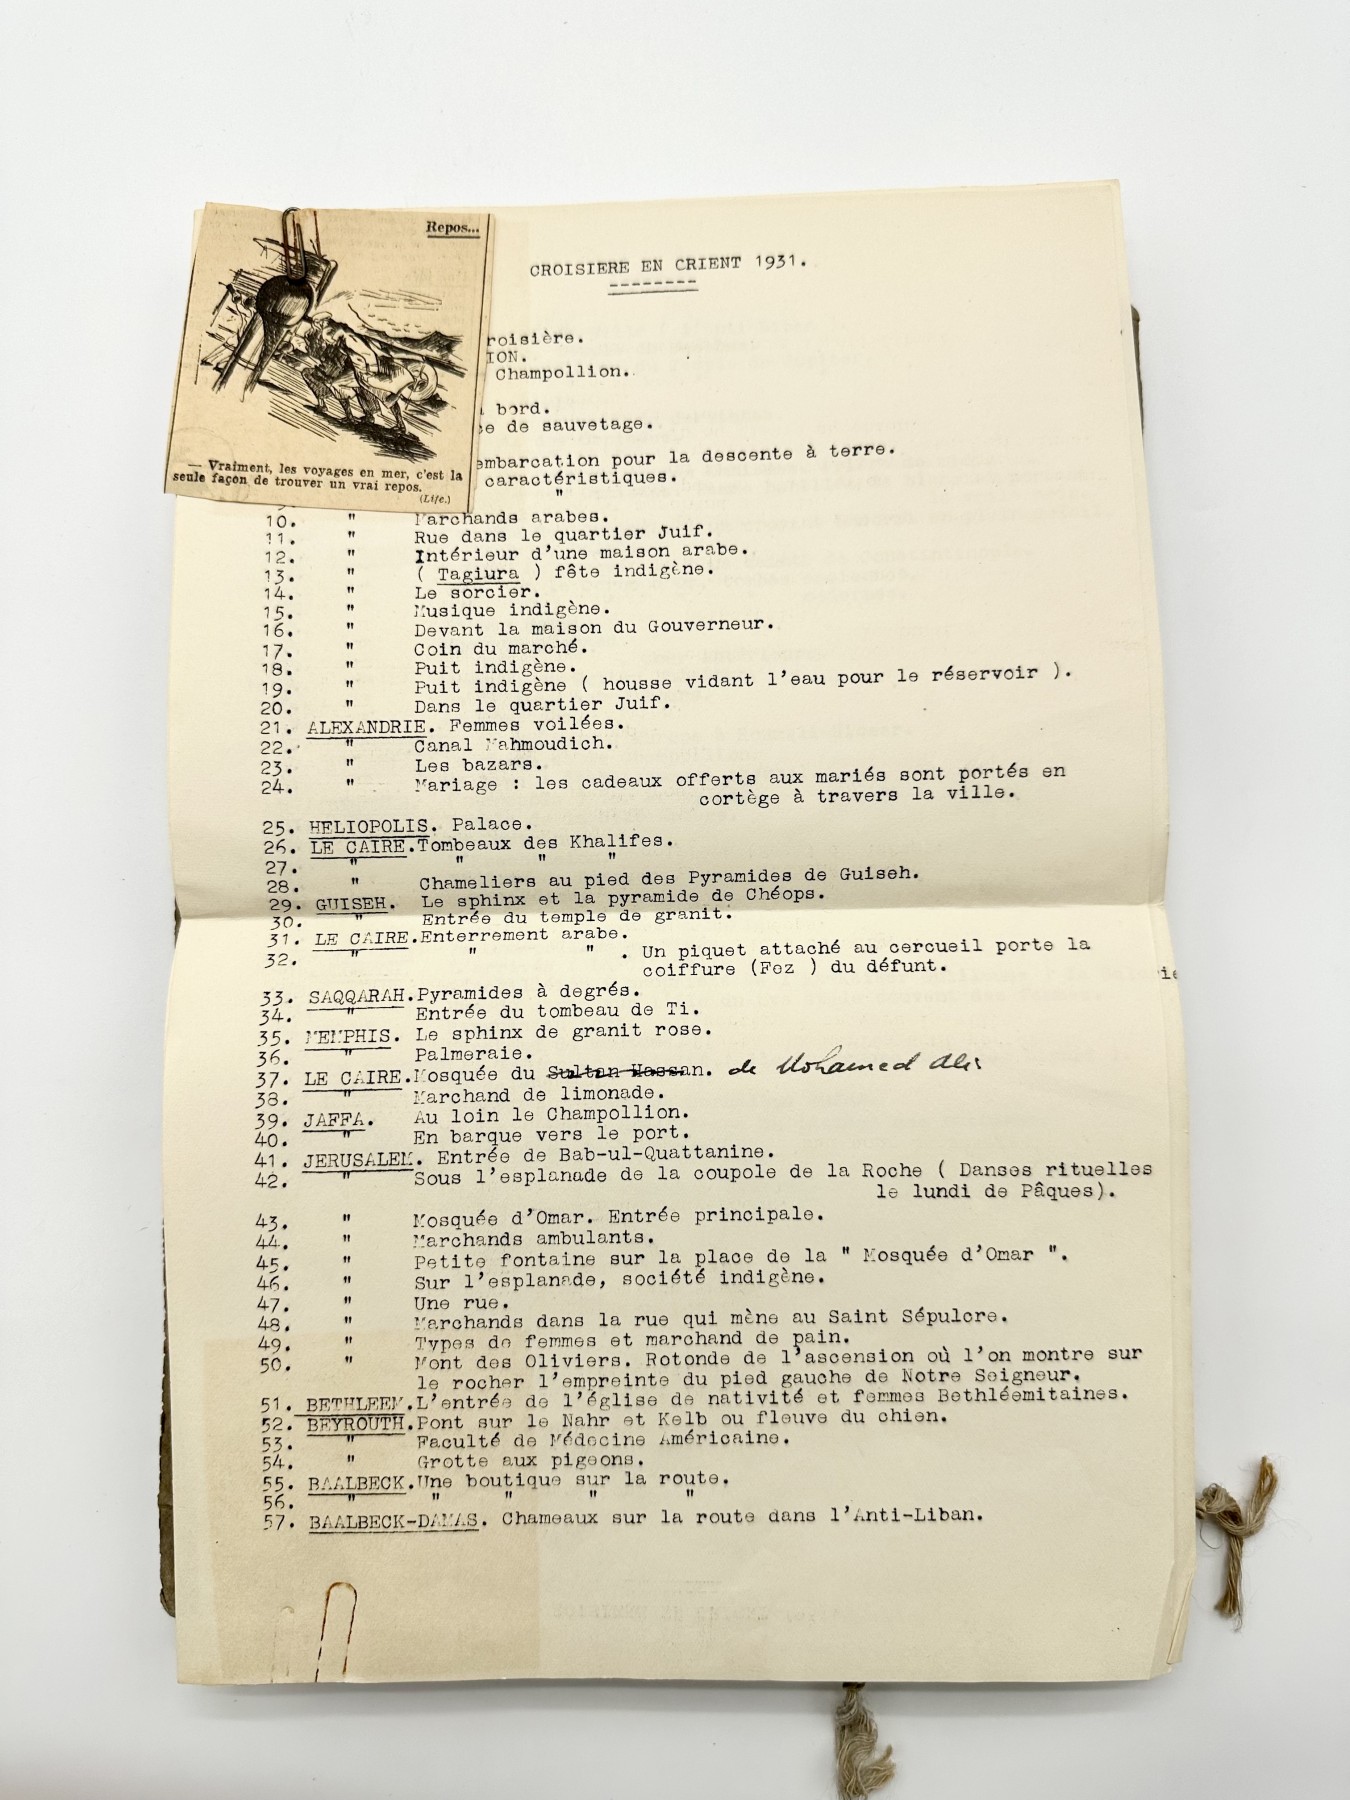 Repos...
— Vraiment, les voyages en mer, c'est la
seule façon de trouver un vrai repos.
(Life.)
CROISIERE EN CRIENT 1931.
--------
roisière.
ION.
Champollion.
bord.
de sauvetage.
embarcation pour la descente à terre.
caractéristiques.
"
10. " Marchands arabes.
11. " Rue dans le quartier Juif.
12. " Intérieur d'une maison arabe.
13. " ( Tagiura ) fête indigène.
14. " Le sorcier.
15. " Musique indigène.
16. " Devant la maison du Gouverneur.
17. " Coin du marché.
18. " Puit indigène.
19. " Puit indigène ( housse vidant l'eau pour le réservoir ).
20. " Dans le quartier Juif.
21. ALEXANDRIE. Femmes voilées.
22. " Canal Mahmoudich.
23. " Les bazars.
24. " Mariage : les cadeaux offerts aux mariés sont portés en
cortège à travers la ville.
25. HELIOPOLIS. Palace.
26. LE CAIRE. Tombeaux des Khalifes.
27. " " " "
28. " Chameliers au pied des Pyramides de Guiseh.
29. GUISEH. Le sphinx et la pyramide de Chéops.
30. " Entrée du temple de granit.
31. LE CAIRE. Enterrement arabe.
32. " " " . Un piquet attaché au cercueil porte la
coiffure (Fez ) du défunt.
33. SAQQARAH. Pyramides à degrés.
34. " Entrée du tombeau de Ti.
35. MEMPHIS. Le sphinx de granit rose.
36. " Palmeraie.
37. LE CAIRE. Mosquée du Sultan Hassan. de Mohamed Ali
38. " Marchand de limonade.
39. JAFFA. Au loin le Champollion.
40. " En barque vers le port.
41. JERUSALEM. Entrée de Bab-ul-Quattanine.
42. " Sous l'esplanade de la coupole de la Roche ( Danses rituelles
le lundi de Pâques).
43. " Mosquée d'Omar. Entrée principale.
44. " Marchands ambulants.
45. " Petite fontaine sur la place de la " Mosquée d'Omar ".
46. " Sur l'esplanade, société indigène.
47. " Une rue.
48. " Marchands dans la rue qui mène au Saint Sépulcre.
49. " Types de femmes et marchand de pain.
50. " Mont des Oliviers. Rotonde de l'ascension où l'on montre sur
le rocher l'empreinte du pied gauche de Notre Seigneur.
51. BETHLEEM. L'entrée de l'église de nativité et femmes Bethléemitaines.
52. BEYROUTH. Pont sur le Nahr et Kelb ou fleuve du chien.
53. " Faculté de Médecine Américaine.
54. " Grotte aux pigeons.
55. BAALBECK. Une boutique sur la route.
56. " " " " "
57. BAALBECK-DAMAS. Chameaux sur la route dans l'Anti-Liban.